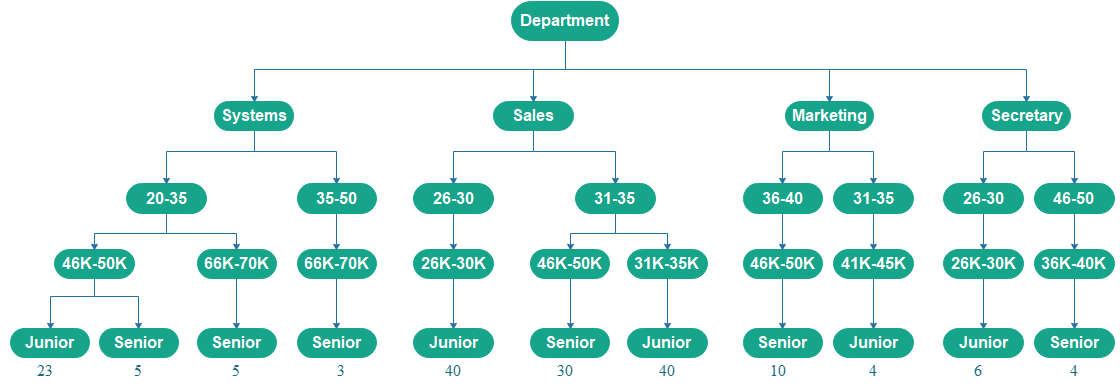 Department
Systems Sales Marketing Secretary
20-35 35-50 26-30 31-35 36-40 31-35 26-30 46-50
46K-50K 66K-70K 66K-70K 26K-30K 46K-50K 31K-35K 46K-50K 41K-45K 26K-30K 36K-40K
Junior Senior Senior Senior Junior Senior Junior Senior Junior Junior Senior
23 5 5 3 40 30 40 10 4 6 4